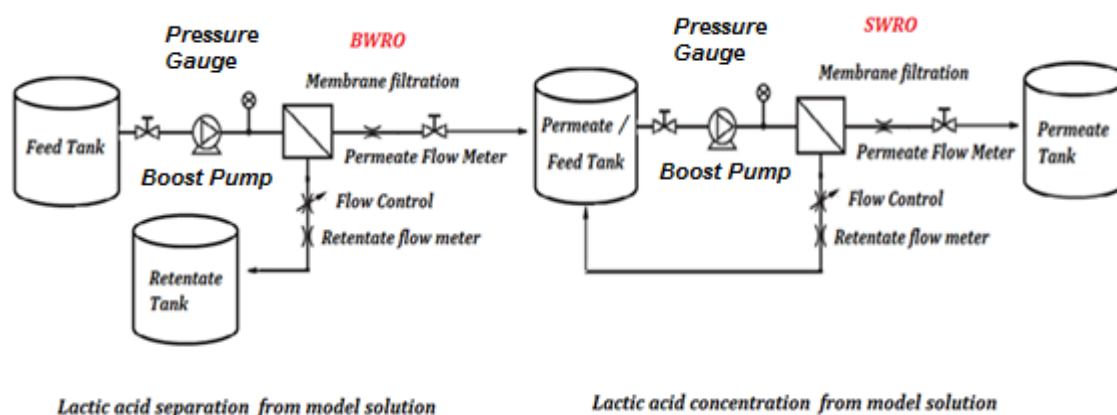 Pressure
Gauge
BWRO
Membrane filtration
Feed Tank
Boost Pump
Permeate Flow Meter
Flow Control
Retentate flow meter
Retentate
Tank
Lactic acid separation from model solution
Pressure
Gauge
SWRO
Membrane filtration
Permeate /
Feed Tank
Boost Pump
Permeate Flow Meter
Permeate
Tank
Flow Control
Retentate flow meter
Lactic acid concentration from model solution